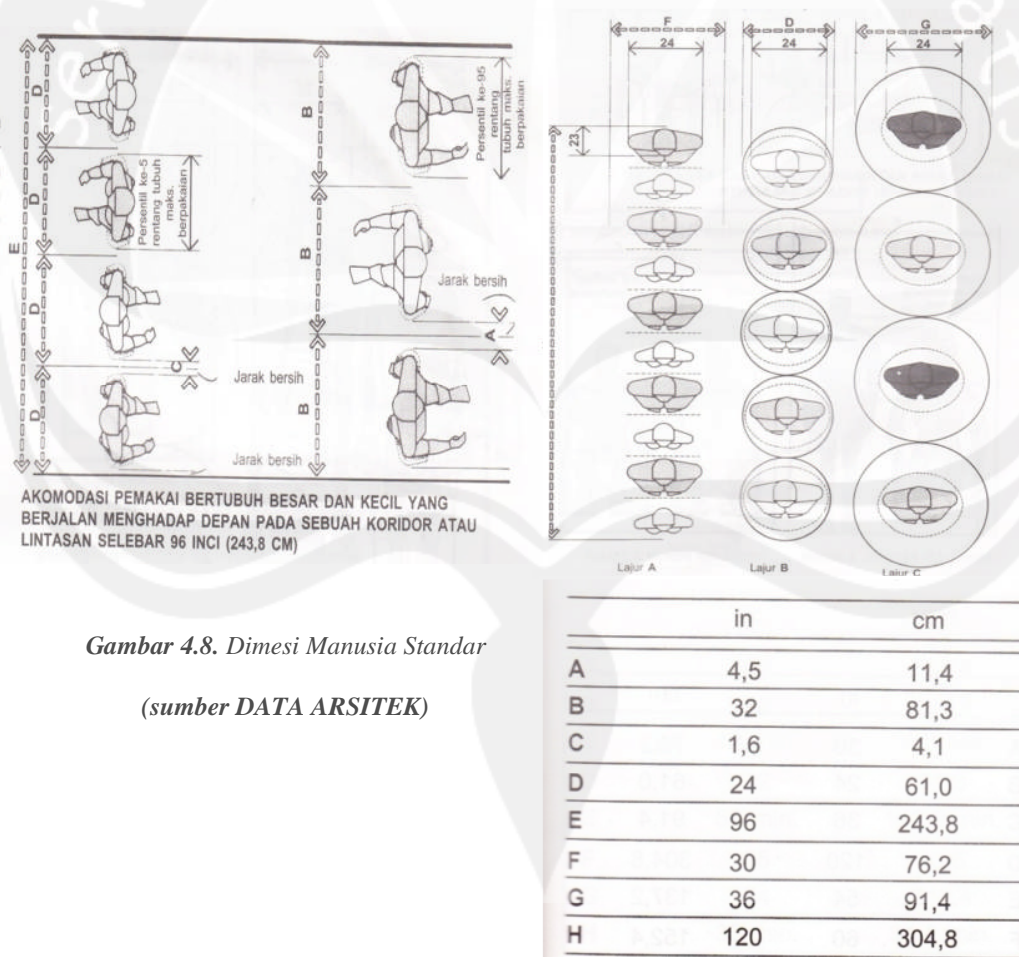 E
D
D
D
D
C
Persentil ke-5
rentang tubuh
maks.
berpakaian
Jarak bersih
Jarak bersih
B
B
B
Persentil ke-95
rentang
tubuh maks.
berpakaian
Jarak bersih
A
AKOMODASI PEMAKAI BERTUBUH BESAR DAN KECIL YANG
BERJALAN MENGHADAP DEPAN PADA SEBUAH KORIDOR ATAU
LINTASAN SELEBAR 96 INCI (243,8 CM)
F D G
24 24 24
23
Lajur A Lajur B Lajur C
Gambar 4.8. Dimesi Manusia Standar
(sumber DATA ARSITEK)
in cm
A 4,5 11,4
B 32 81,3
C 1,6 4,1
D 24 61,0
E 96 243,8
F 30 76,2
G 36 91,4
H 120 304,8